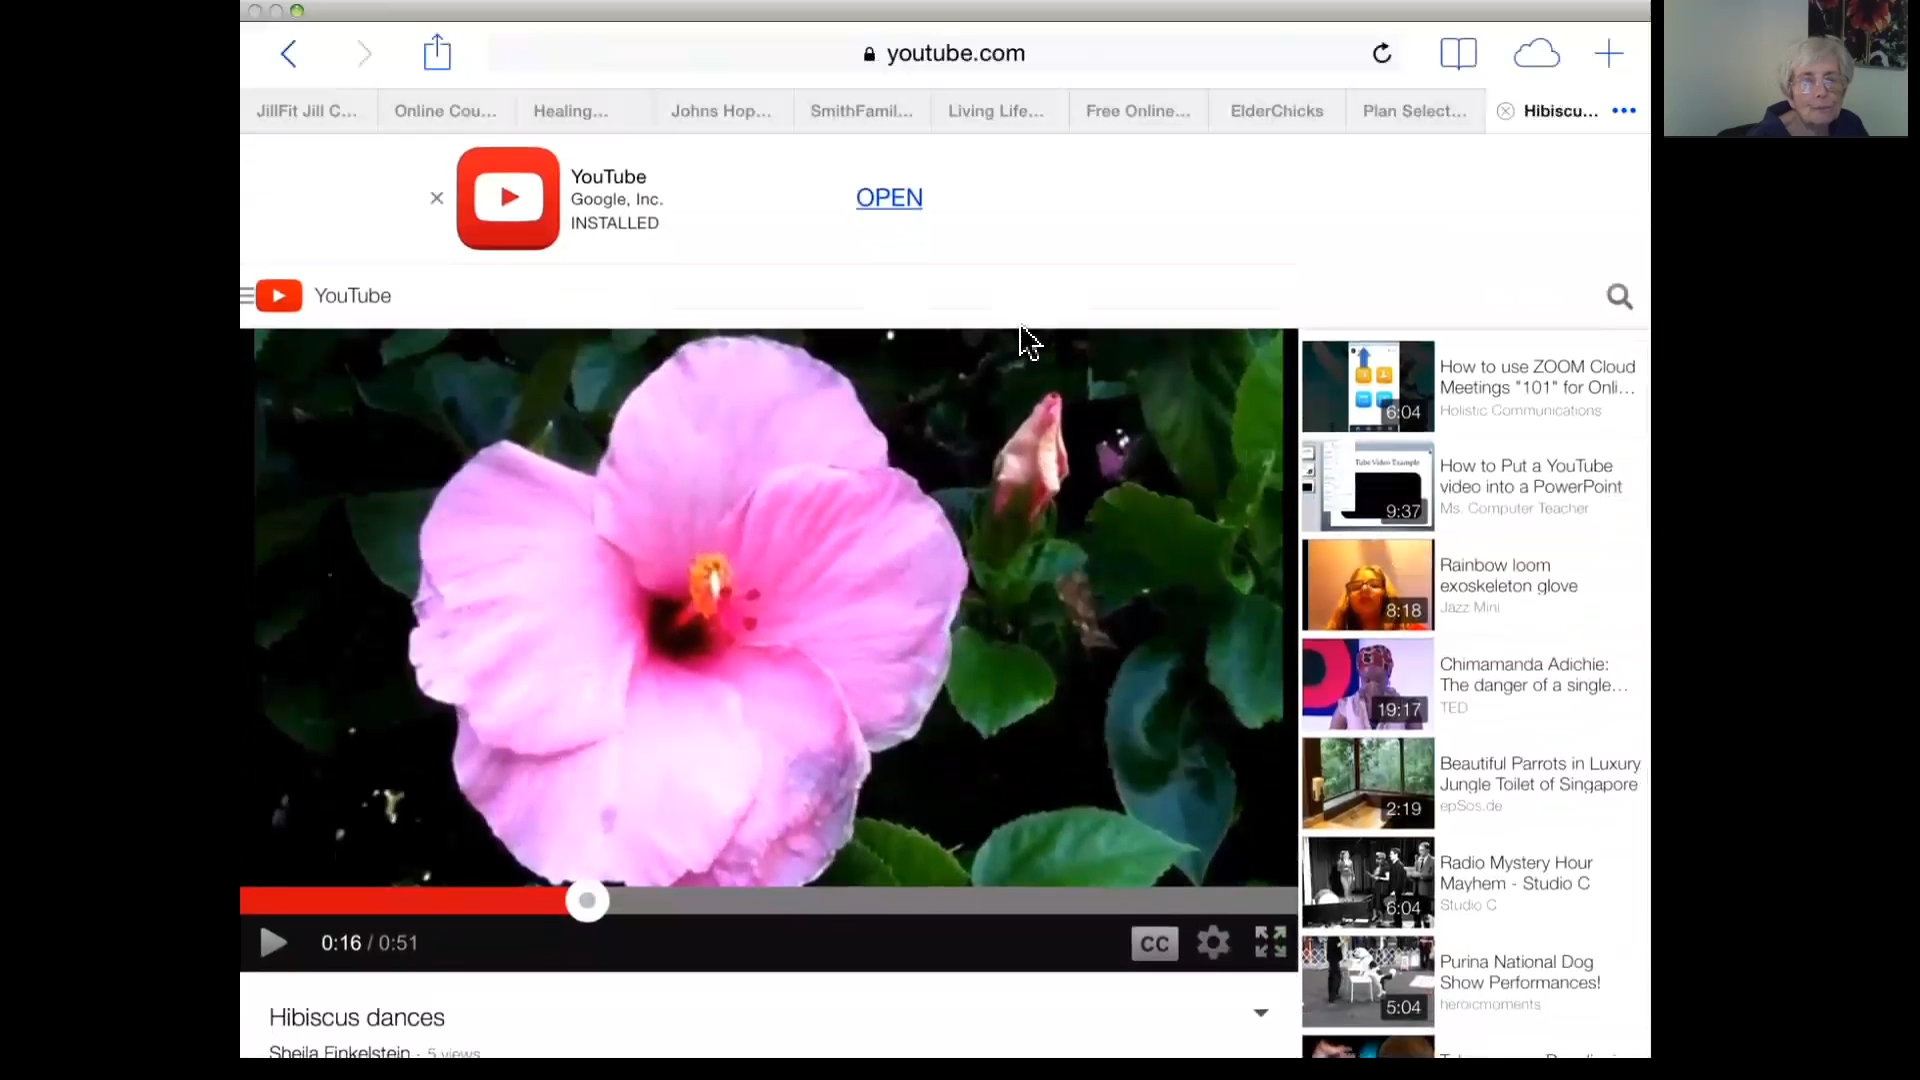 youtube.com
JillFit Jill C...
Online Cou...
Healing...
Johns Hop...
SmithFamil...
Living Life...
Free Online...
ElderChicks
Plan Select...
Hibiscu...
YouTube
Google, Inc.
INSTALLED
OPEN
YouTube
How to use ZOOM Cloud
Meetings "101" for Onli...
Holistic Communications
6:04
How to Put a YouTube
video into a PowerPoint
Ms. Computer Teacher
Tube Video Example
9:37
Rainbow loom
exoskeleton glove
Jazz Mini
8:18
Chimamanda Adichie:
The danger of a single...
TED
19:17
Beautiful Parrots in Luxury
Jungle Toilet of Singapore
epSos.de
2:19
Radio Mystery Hour
Mayhem - Studio C
Studio C
6:04
Purina National Dog
Show Performances!
heroicmoments
5:04
0:16 / 0:51
CC
Hibiscus dances
Sheila Finkelstein - 5 views